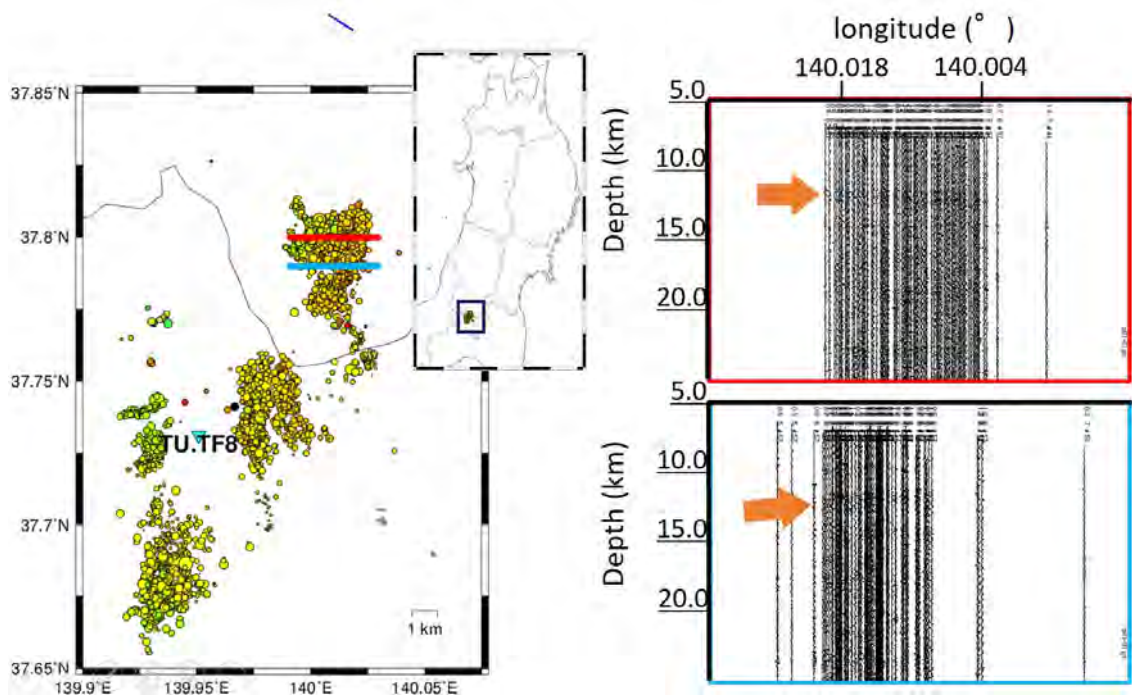 longitude (° )
140.018 140.004
37.85°N
37.8°N
37.75°N
37.7°N
37.65°N
139.9°E 139.95°E 140°E 140.05°E
TU.TF8
1 km
Depth (km)
5.0
10.0
15.0
20.0
Depth (km)
5.0
10.0
15.0
20.0